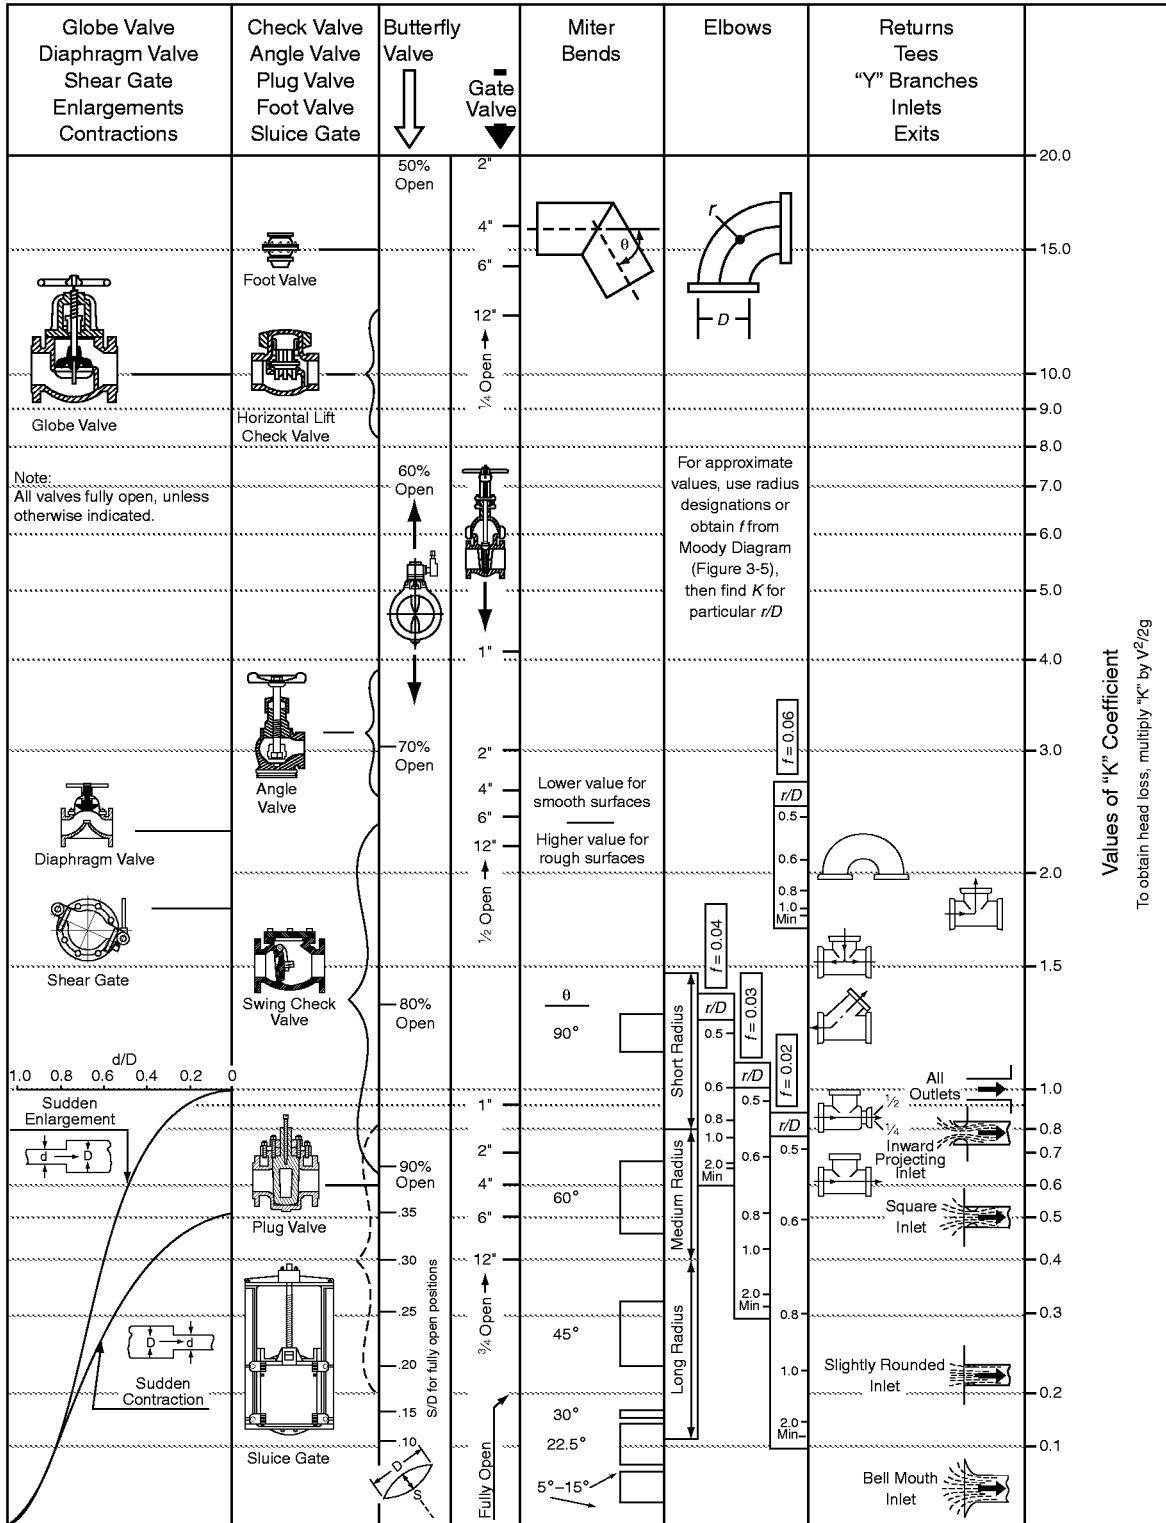 Globe Valve
Diaphragm Valve
Shear Gate
Enlargements
Contractions
Check Valve
Angle Valve
Plug Valve
Foot Valve
Sluice Gate
Butterfly
Valve
Gate
Valve
Miter
Bends
Elbows
Returns
Tees
“Y” Branches
Inlets
Exits
Globe Valve
Note:
All valves fully open, unless
otherwise indicated.
Diaphragm Valve
Shear Gate
d/D
1.0 0.8 0.6 0.4 0.2 0
Sudden
Enlargement
d
D
D
d
Sudden
Contraction
Foot Valve
Horizontal Lift
Check Valve
Angle
Valve
Swing Check
Valve
Plug Valve
Sluice Gate
50%
Open
60%
Open
70%
Open
80%
Open
90%
Open
.35
.30
.25
.20
.15
.10
S/D for fully open positions
D
S
2"
4"
6"
12"
¼ Open
1"
2"
4"
6"
12"
½ Open
1"
2"
4"
6"
12"
¾ Open
Fully Open
θ
Lower value for
smooth surfaces
Higher value for
rough surfaces
θ
90°
60°
45°
30°
22.5°
5°–15°
r
D
For approximate
values, use radius
designations or
obtain f from
Moody Diagram
(Figure 3-5),
then find K for
particular r/D
Short Radius
Medium Radius
Long Radius
f = 0.04
r/D
0.5
0.6
0.8
1.0
2.0
Min
f = 0.03
r/D
0.5
0.6
0.8
1.0
2.0
Min
f = 0.02
r/D
0.5
0.6
0.8
1.0
2.0
Min
f = 0.06
r/D
0.5
0.6
0.8
1.0
Min
All
Outlets
½
¼
Inward
Projecting
Inlet
Square
Inlet
Slightly Rounded
Inlet
Bell Mouth
Inlet
20.0
15.0
10.0
9.0
8.0
7.0
6.0
5.0
4.0
3.0
2.0
1.5
1.0
0.8
0.7
0.6
0.5
0.4
0.3
0.2
0.1
Values of “K” Coefficient
To obtain head loss, multiply “K” by V²/2g